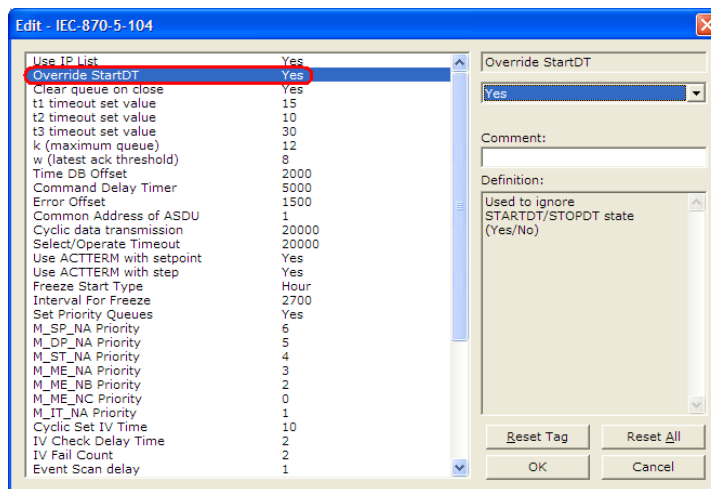 Edit - IEC-870-5-104
Use IP List Yes
Override StartDT Yes
Clear queue on close Yes
t1 timeout set value 15
t2 timeout set value 10
t3 timeout set value 30
k (maximum queue) 12
w (latest ack threshold) 8
Time DB Offset 2000
Command Delay Timer 5000
Error Offset 1500
Common Address of ASDU 1
Cyclic data transmission 20000
Select/Operate Timeout 20000
Use ACTTERM with setpoint Yes
Use ACTTERM with step Yes
Freeze Start Type Hour
Interval For Freeze 2700
Set Priority Queues Yes
M_SP_NA Priority 6
M_DP_NA Priority 5
M_ST_NA Priority 4
M_ME_NA Priority 3
M_ME_NB Priority 2
M_ME_NC Priority 0
M_IT_NA Priority 1
Cyclic Set IV Time 10
IV Check Delay Time 2
IV Fail Count 2
Event Scan delay 1
Override StartDT
Yes
Comment:
Definition:
Used to ignore
STARTDT/STOPDT state
(Yes/No)
Reset Tag Reset All
OK Cancel